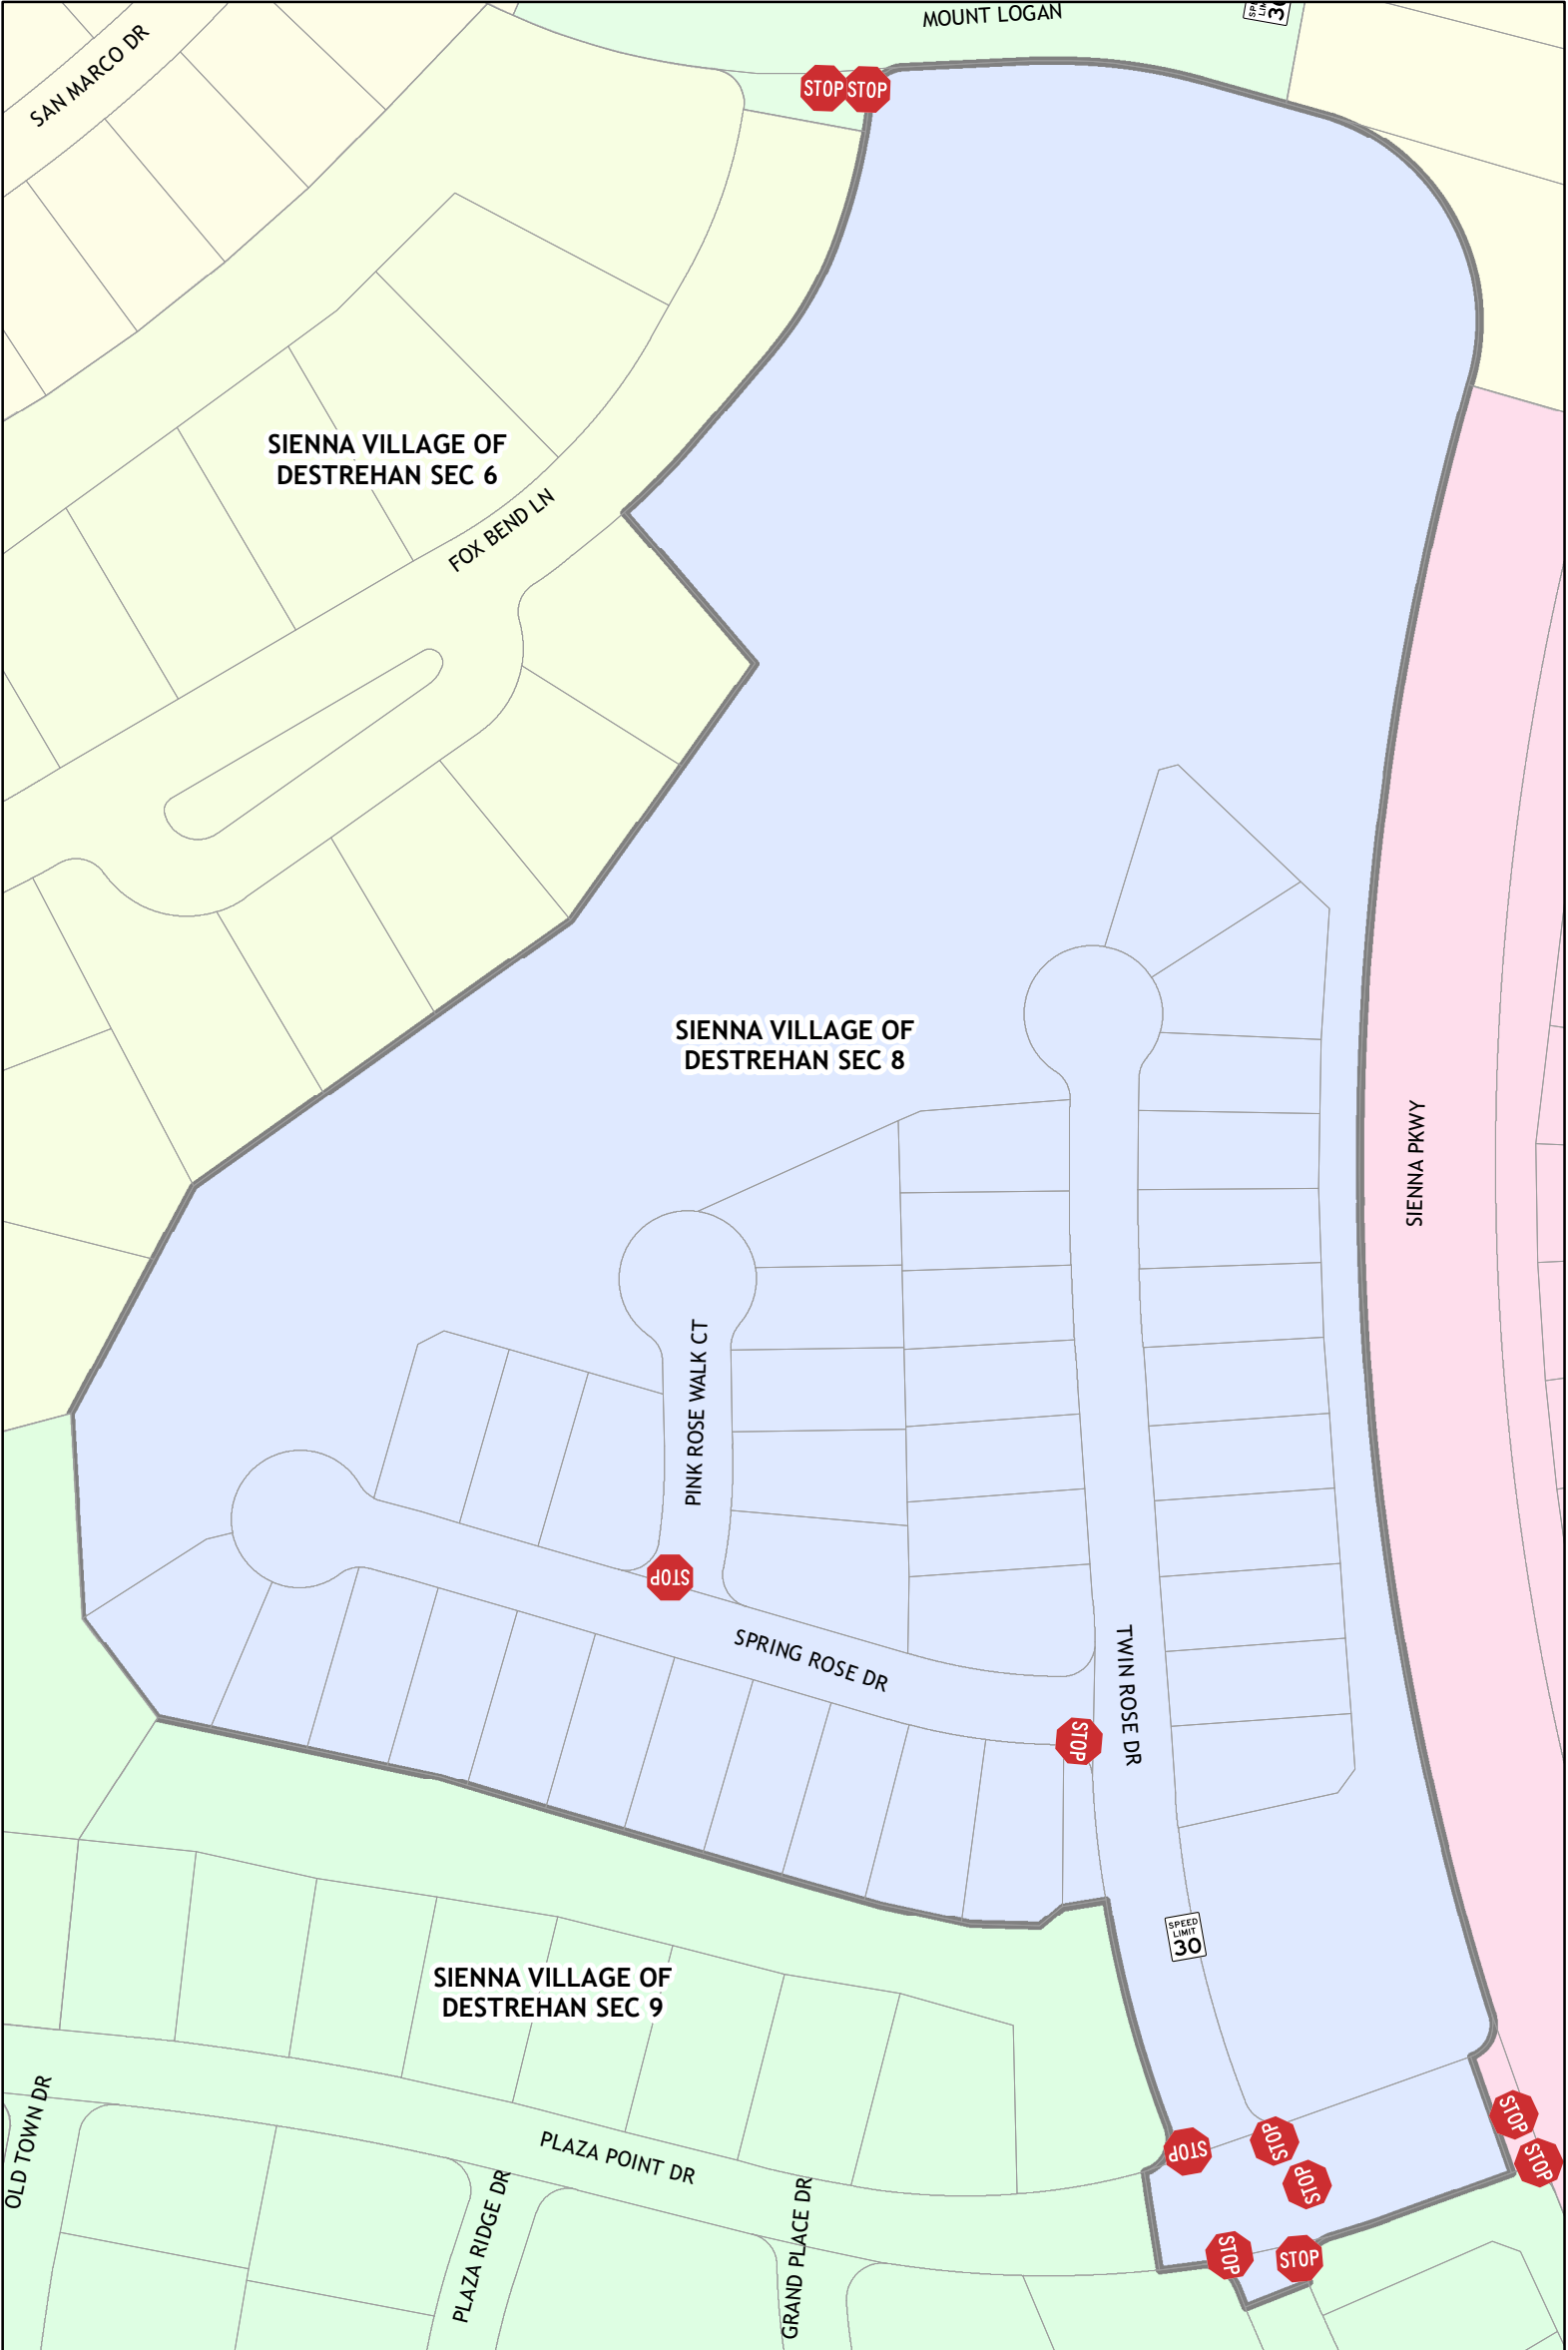 MOUNT LOGAN
30
SAN MARCO DR
STOP
STOP
SIENNA VILLAGE OF
DESTREHAN SEC 6
FOX BEND LN
SIENNA VILLAGE OF
DESTREHAN SEC 8
SIENNA PKWY
PINK ROSE WALK CT
STOP
SPRING ROSE DR
TWIN ROSE DR
STOP
SPEED
LIMIT
30
SIENNA VILLAGE OF
DESTREHAN SEC 9
OLD TOWN DR
PLAZA POINT DR
STOP
STOP
STOP
STOP
STOP
PLAZA RIDGE DR
GRAND PLACE DR
STOP
STOP